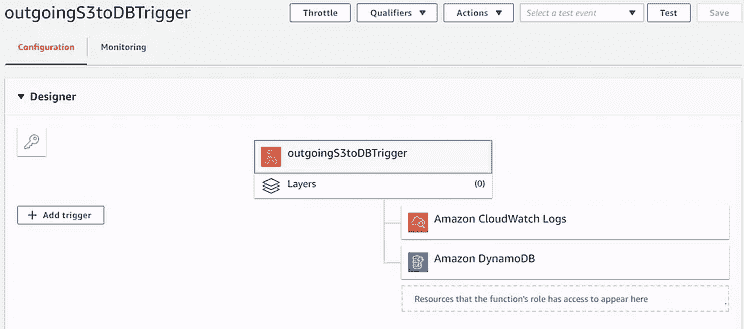 outgoingS3toDBTrigger
Throttle
Qualifiers
Actions
Select a test event
Test
Save
Configuration
Monitoring
Designer
outgoingS3toDBTrigger
Layers
(0)
+ Add trigger
Amazon CloudWatch Logs
Amazon DynamoDB
Resources that the function's role has access to appear here